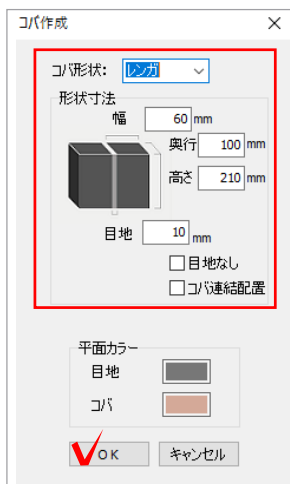 コバ作成
コバ形状: レンガ
形状寸法
幅 60 mm
奥行 100 mm
高さ 210 mm
目地 10 mm
目地なし
コバ連結配置
平面カラー
目地
コバ
OK キャンセル